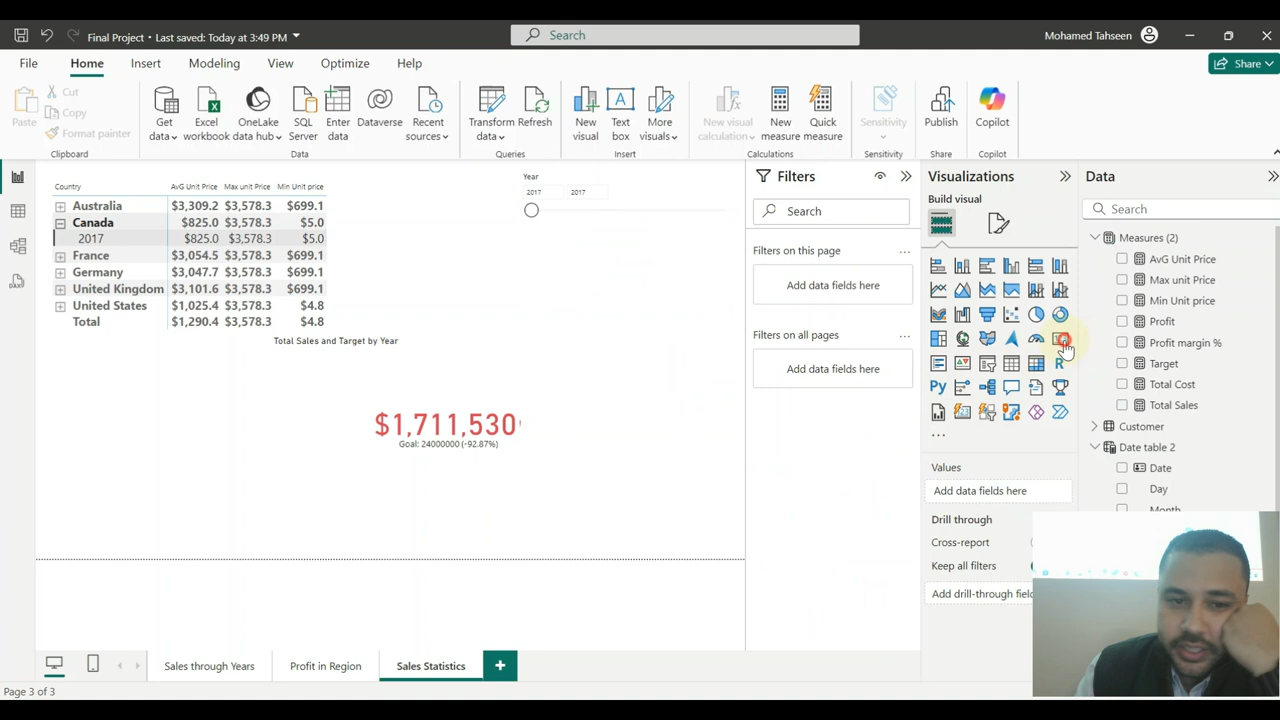 Final Project • Last saved: Today at 3:49 PM
Search
Mohamed Tahseen
File
Home
Insert
Modeling
View
Optimize
Help
Share
Paste
Cut
Copy
Format painter
Clipboard
Get data
Excel workbook
OneLake data hub
SQL Server
Enter data
Dataverse
Recent sources
Data
Transform data
Refresh
Queries
New visual
Text box
More visuals
Insert
New visual calculation
New measure
Quick measure
Calculations
Sensitivity
Sensitivity
Publish
Share
Copilot
Copilot
Country AvG Unit Price Max unit Price Min Unit price
Australia $3,309.2 $3,578.3 $699.1
Canada $825.0 $3,578.3 $5.0
2017 $825.0 $3,578.3 $5.0
France $3,054.5 $3,578.3 $699.1
Germany $3,047.7 $3,578.3 $699.1
United Kingdom $3,101.6 $3,578.3 $699.1
United States $1,025.4 $3,578.3 $4.8
Total $1,290.4 $3,578.3 $4.8
Year
2017 2017
Total Sales and Target by Year
$1,711,530!
Goal: 24000000 (-92.87%)
Filters
Search
Filters on this page ...
Add data fields here
Filters on all pages ...
Add data fields here
Visualizations
Build visual
R
Py
...
Values
Add data fields here
Drill through
Cross-report
Keep all filters
Add drill-through fiel
Data
Search
Measures (2)
AvG Unit Price
Max unit Price
Min Unit price
Profit
Profit margin %
Target
Total Cost
Total Sales
Customer
Date table 2
Date
Day
Month
Sales through Years
Profit in Region
Sales Statistics
Page 3 of 3